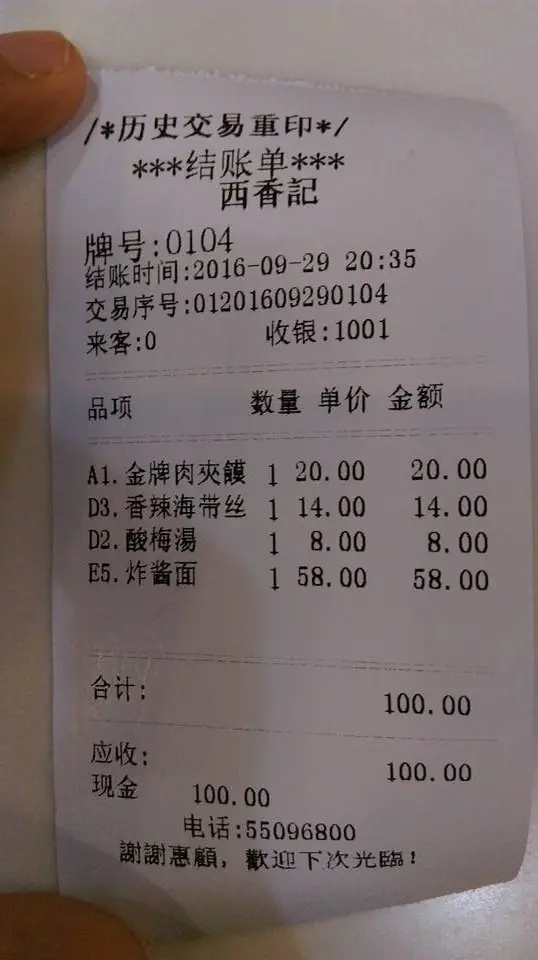 /*历史交易重印*/
***结账单***
西香記
牌号:0104
结账时间:2016-09-29 20:35
交易序号:01201609290104
来客:0 收银:1001
品项 数量 单价 金额
A1.金牌肉夾饃 1 20.00 20.00
D3.香辣海带丝 1 14.00 14.00
D2.酸梅湯 1 8.00 8.00
E5.炸酱面 1 58.00 58.00
合计: 100.00
应收: 100.00
现金 100.00
电话:55096800
謝謝惠顧，歡迎下次光臨!